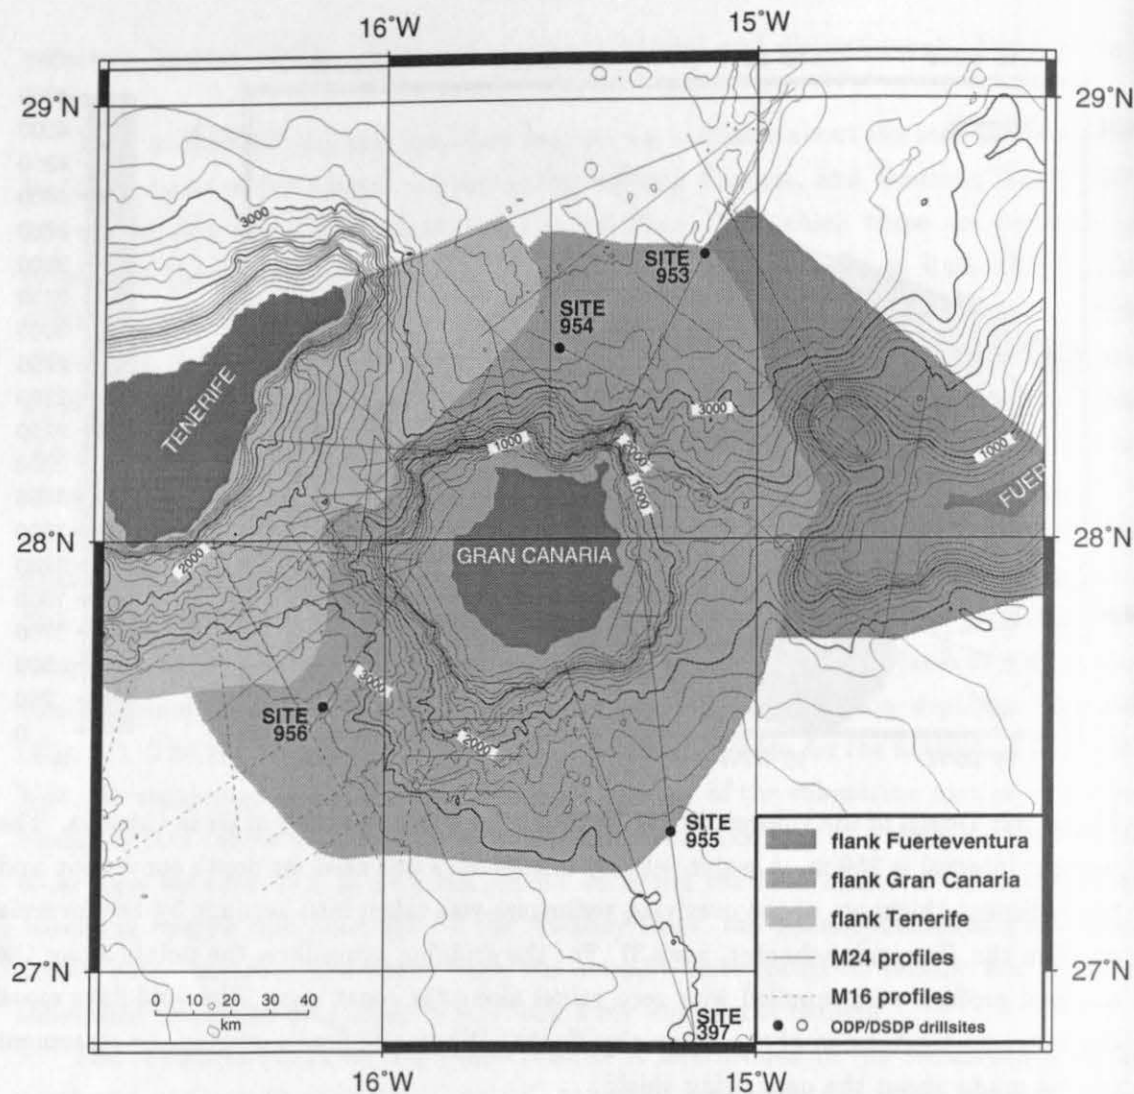 16°W 15°W
29°N 29°N
3000
SITE
953
SITE
954
TENERIFE
3000
1000
2000
1000
1000
FUER
28°N 28°N
GRAN CANARIA
2000
3000
SITE
956
2000
SITE
955
flank Fuerteventura
flank Gran Canaria
flank Tenerife
M24 profiles
M16 profiles
ODP/DSDP drillsites
27°N 27°N
0 10 20 30 40
km
SITE
397
16°W 15°W